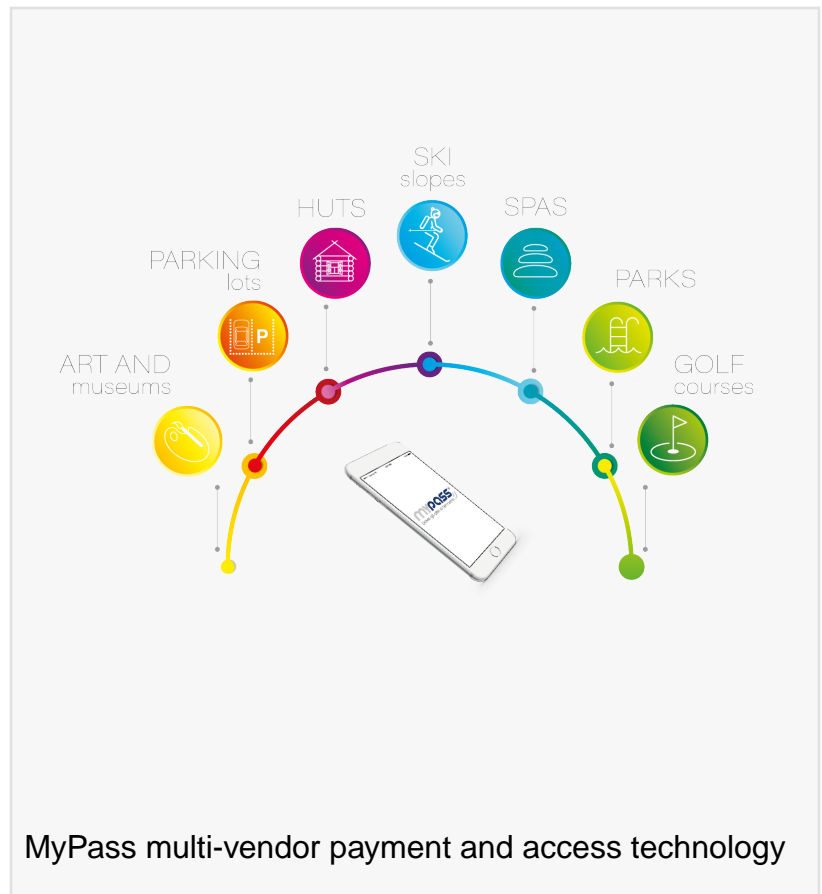 SKI
slopes
HUTS
SPAS
PARKING
lots
PARKS
ART AND
museums
GOLF
courses
P
mypass
MyPass multi-vendor payment and access technology